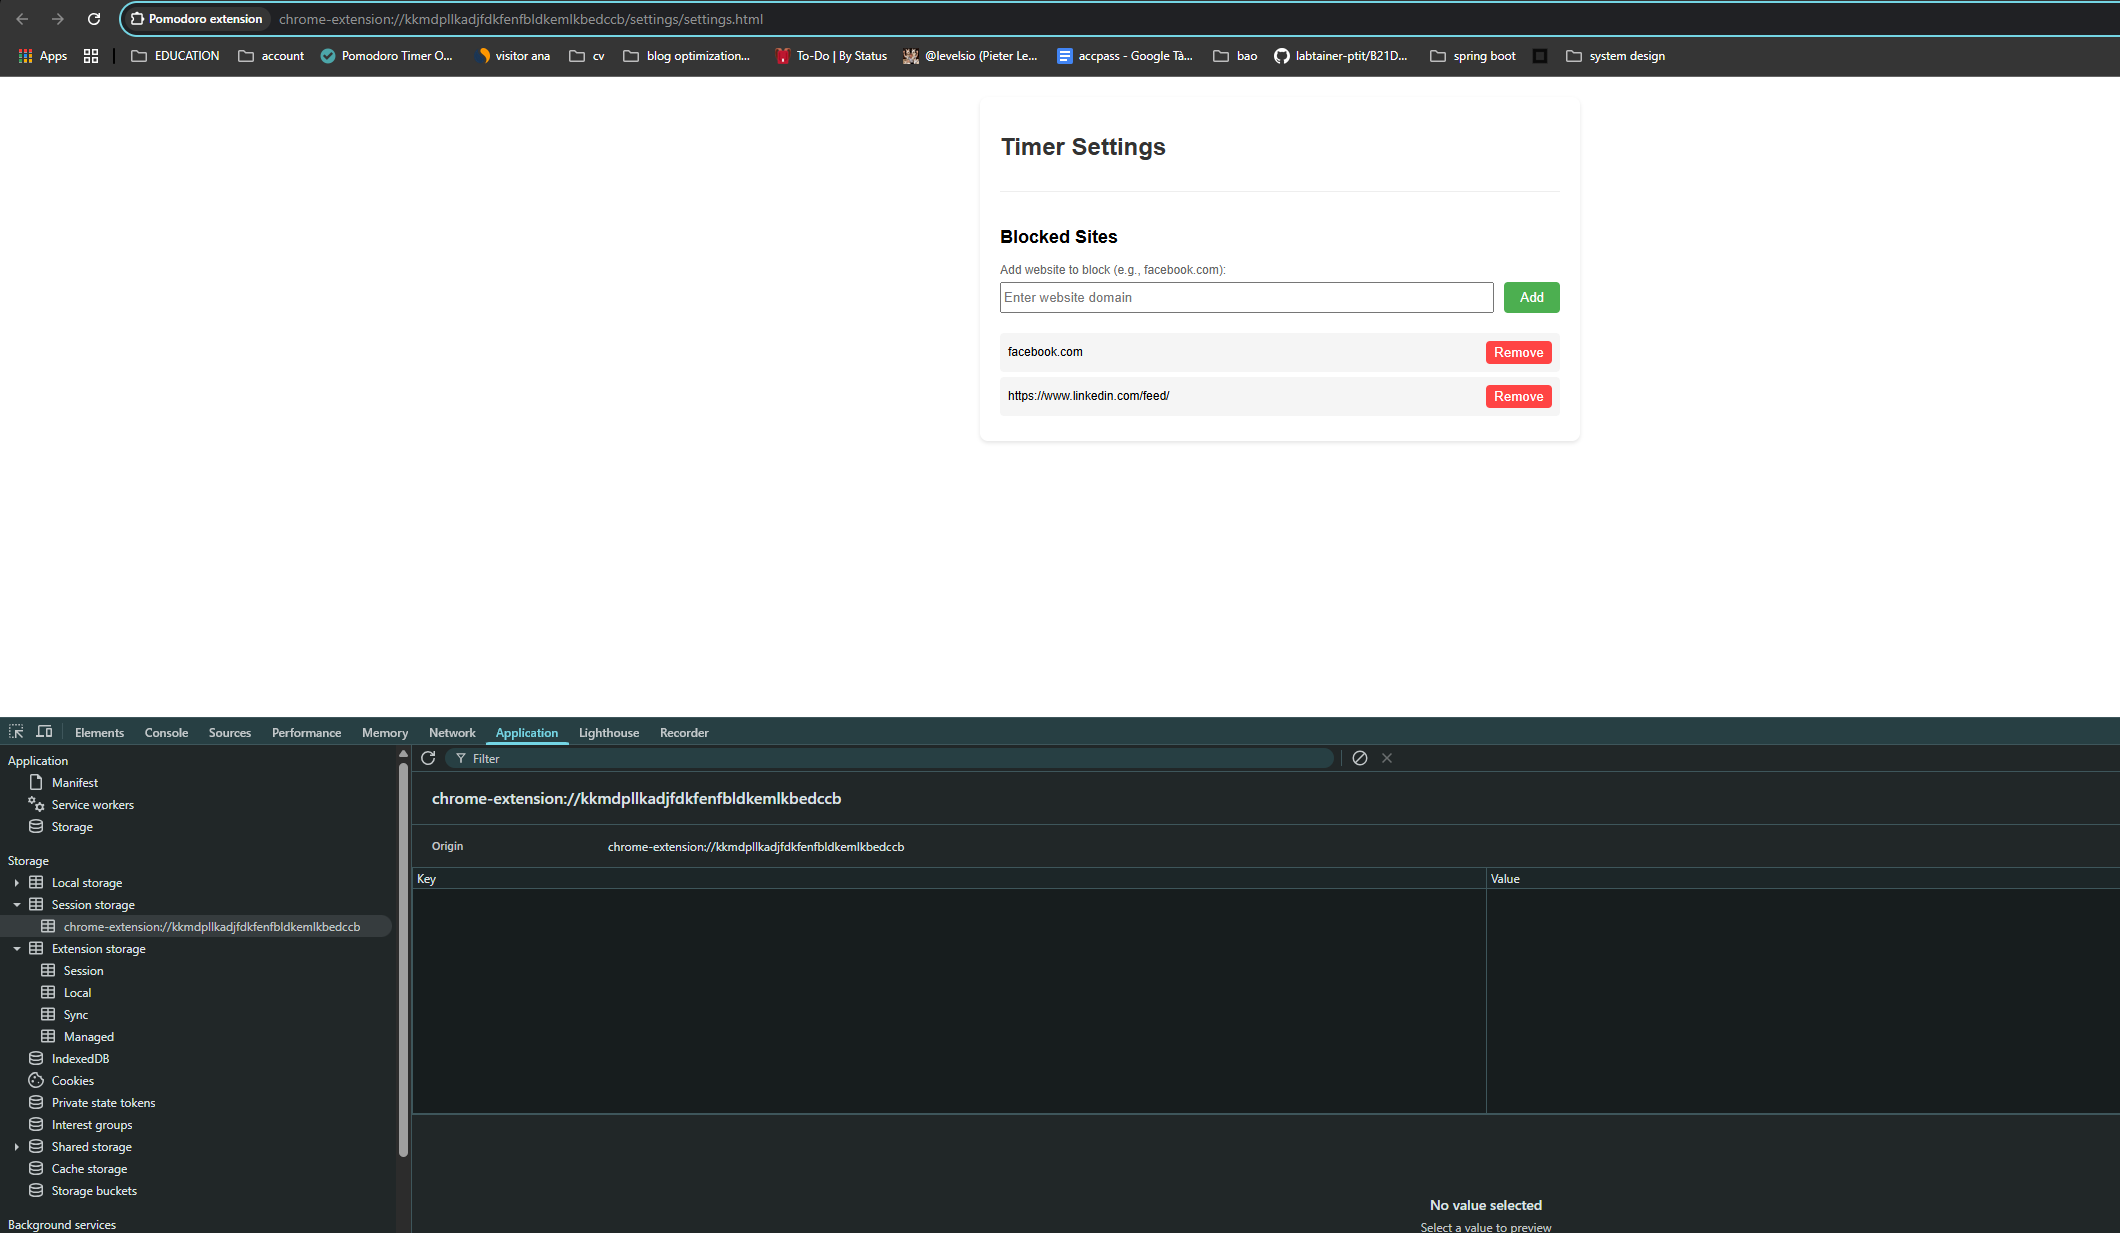 Pomodoro extension chrome-extension://kkmdpllkadjfdkfenfbldkemlkbedccb/settings/settings.html
Apps EDUCATION account Pomodoro Timer O... visitor ana cv blog optimization... To-Do | By Status @levelsio (Pieter Le... accpass - Google Tà... bao labtainer-ptit/B21D... spring boot system design
Timer Settings
Blocked Sites
Add website to block (e.g., facebook.com):
Enter website domain Add
facebook.com Remove
https://www.linkedin.com/feed/ Remove
Elements Console Sources Performance Memory Network Application Lighthouse Recorder
Application
Manifest
Service workers
Storage
Storage
Local storage
Session storage
chrome-extension://kkmdpllkadjfdkfenfbldkemlkbedccb
Extension storage
Session
Local
Sync
Managed
IndexedDB
Cookies
Private state tokens
Interest groups
Shared storage
Cache storage
Storage buckets
Background services
Filter
chrome-extension://kkmdpllkadjfdkfenfbldkemlkbedccb
Origin chrome-extension://kkmdpllkadjfdkfenfbldkemlkbedccb
Key Value
No value selected
Select a value to preview